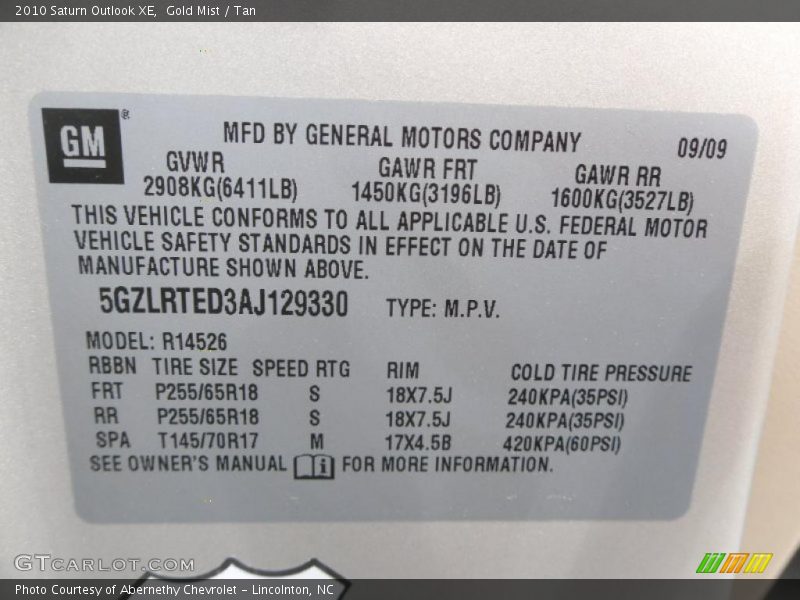 2010 Saturn Outlook XE,  Gold Mist / Tan
GM ®
MFD BY GENERAL MOTORS COMPANY 09/09
GVWR GAWR FRT GAWR RR
2908KG(6411LB) 1450KG(3196LB) 1600KG(3527LB)
THIS VEHICLE CONFORMS TO ALL APPLICABLE U.S. FEDERAL MOTOR
VEHICLE SAFETY STANDARDS IN EFFECT ON THE DATE OF
MANUFACTURE SHOWN ABOVE.
5GZLRTED3AJ129330 TYPE: M.P.V.
MODEL: R14526
RBBN TIRE SIZE SPEED RTG RIM COLD TIRE PRESSURE
FRT P255/65R18 S 18X7.5J 240KPA(35PSI)
RR P255/65R18 S 18X7.5J 240KPA(35PSI)
SPA T145/70R17 M 17X4.5B 420KPA(60PSI)
SEE OWNER'S MANUAL i FOR MORE INFORMATION.
GTCARLOT.COM
Photo Courtesy of Abernethy Chevrolet – Lincolnton, NC